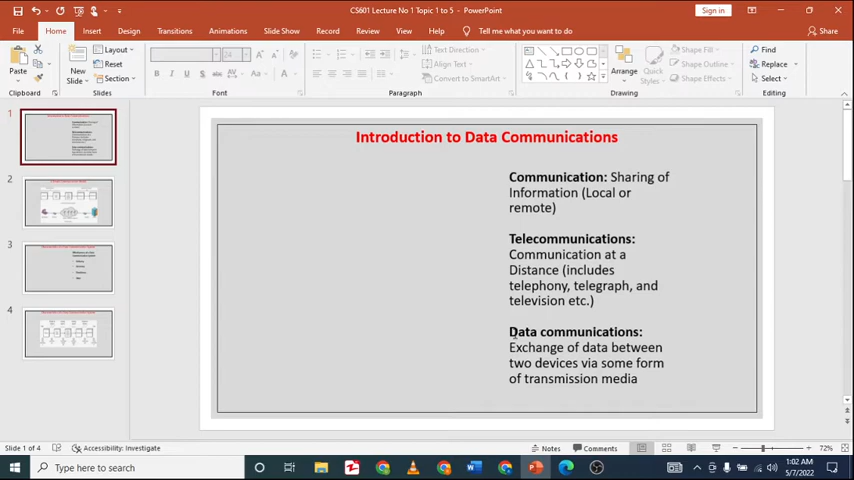 CS601 Lecture No 1 Topic 1 to 5 - PowerPoint
Sign in
File Home Insert Draw Design Transitions Animations Slide Show Record Review View Help Tell me what you want to do Share
Paste
New
Slide
Layout
Reset
Section
Text Direction
Align Text
Convert to SmartArt
Arrange
Quick
Styles
Shape Fill
Shape Outline
Shape Effects
Find
Replace
Select
Clipboard Slides Font Paragraph Drawing Editing
1
2
3
4
Introduction to Data Communications
Communication: Sharing of
Information (Local or
remote)
Telecommunications:
Communication at a
Distance (includes
telephony, telegraph, and
television etc.)
Data communications:
Exchange of data between
two devices via some form
of transmission media
Slide 1 of 4 Accessibility: Investigate Notes Comments 72%
Type here to search
1:02 AM
5/7/2022